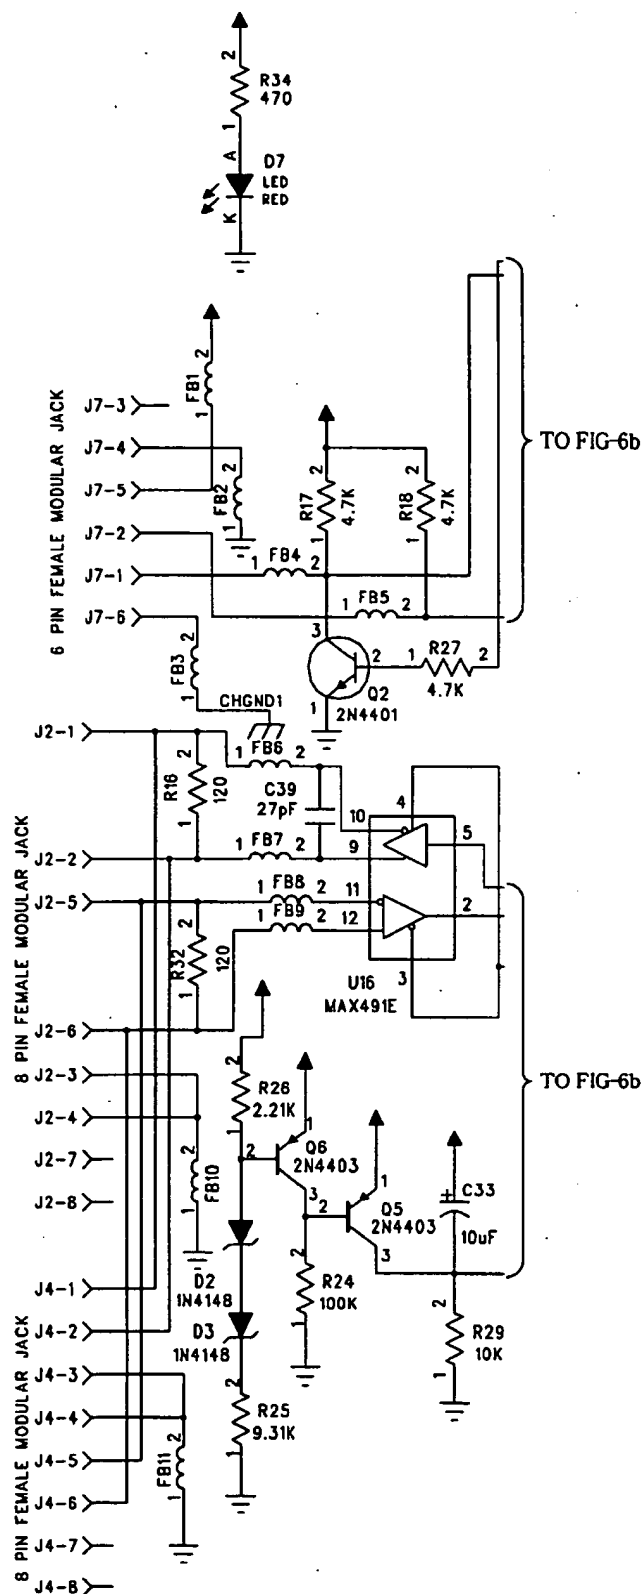 2
R34
470
1
A
D7
LED
RED
K
2
FB1
1
J7-3
J7-4
J7-5
J7-2
J7-1
J7-6
6 PIN FEMALE MODULAR JACK
2
FB2
1
2
R17
4.7K
1
2
R18
4.7K
1
TO FIG-6b
1 FB4 2
FB5
1 2
2
FB3
3
2
1 R27 2
4.7K
Q2
2N4401
1
1
CHGND1
J2-1
J2-2
J2-5
J2-6
J2-3
J2-4
J2-7
J2-8
8 PIN FEMALE MODULAR JACK
2
R16
120
1
1 FB6 2
C39
27pF
1 FB7 2
1 FB8 2
1 FB9 2
10
9
11
12
4
5
2
3
U16
MAX491E
2
R32
120
1
TO FIG-6b
2
R26
2.21K
1
2
1
Q6
2N4403
3
2
1
Q5
2N4403
3
C33
+
10uF
2
FB10
1
D2
1N4148
D3
1N4148
2
R24
100K
1
2
R29
10K
1
2
R25
9.31K
1
J4-1
J4-2
J4-3
J4-4
J4-5
J4-6
J4-7
J4-8
8 PIN FEMALE MODULAR JACK
2
FB11
1